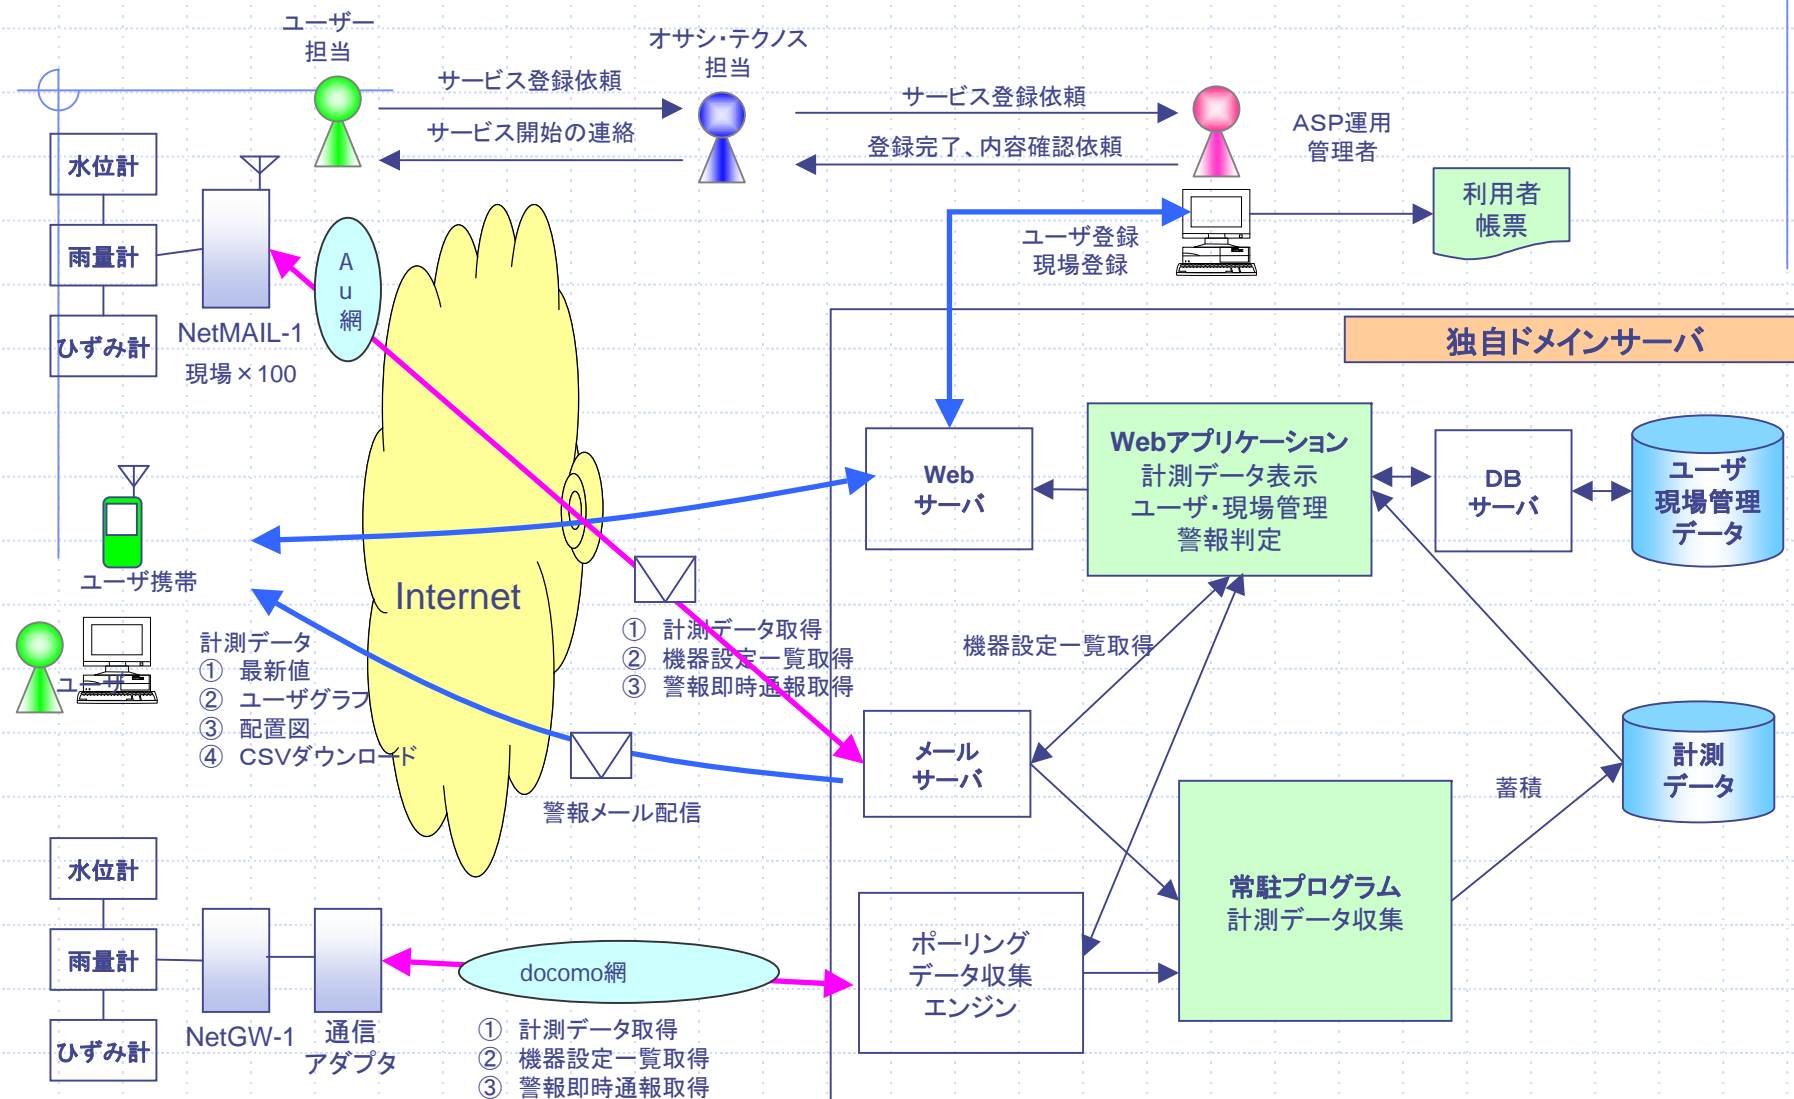 ユーザー
担当
オサシ・テクノス
担当
サービス登録依頼
サービス開始の連絡
サービス登録依頼
登録完了、内容確認依頼
ASP運用
管理者
利用者
帳票
ユーザ登録
現場登録
水位計
雨量計
ひずみ計
NetMAIL-1
現場×100
Au網
独自ドメインサーバ
Web
サーバ
Webアプリケーション
計測データ表示
ユーザ・現場管理
警報判定
DB
サーバ
ユーザ
現場管理
データ
ユーザ携帯
ユーザ
計測データ
① 最新値
② ユーザグラフ
③ 配置図
④ CSVダウンロード
Internet
① 計測データ取得
② 機器設定一覧取得
③ 警報即時通報取得
機器設定一覧取得
警報メール配信
メール
サーバ
計測
データ
蓄積
常駐プログラム
計測データ収集
ポーリング
データ収集
エンジン
水位計
雨量計
ひずみ計
NetGW-1
通信
アダプタ
docomo網
① 計測データ取得
② 機器設定一覧取得
③ 警報即時通報取得